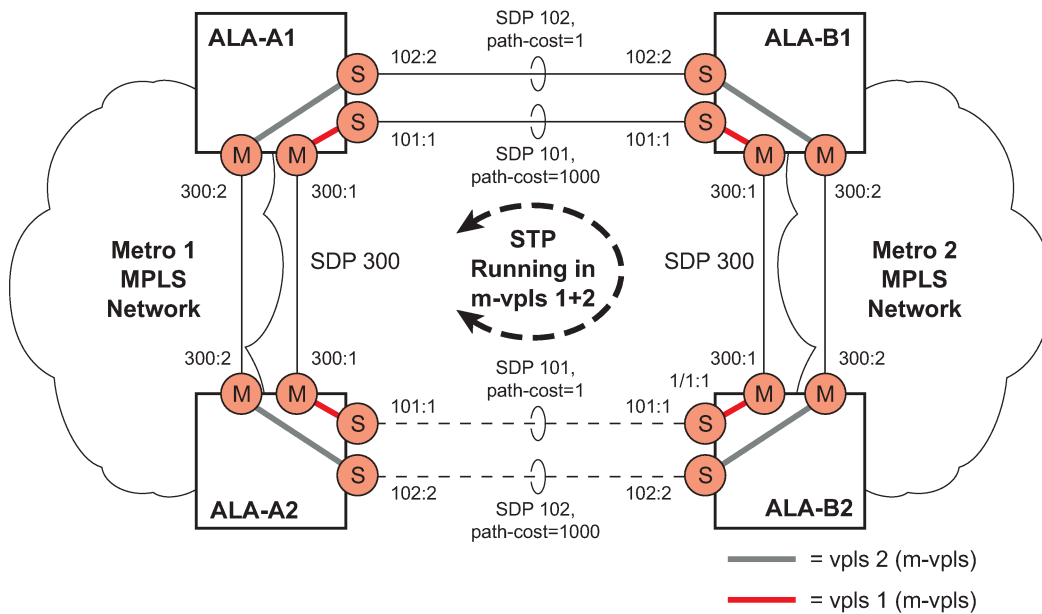 SDP 102,
path-cost=1
ALA-A1
ALA-B1
102:2
102:2
S
S
S
S
101:1
101:1
SDP 101,
path-cost=1000
M
M
M
M
300:2
300:1
300:1
300:2
STP
Running in
m-vpls 1+2
Metro 1
MPLS
Network
SDP 300
SDP 300
Metro 2
MPLS
Network
300:2
300:1
300:1
300:2
SDP 101,
path-cost=1
1/1:1
M
M
M
M
101:1
101:1
S
S
S
S
102:2
102:2
ALA-A2
ALA-B2
SDP 102,
path-cost=1000
= vpls 2 (m-vpls)
= vpls 1 (m-vpls)